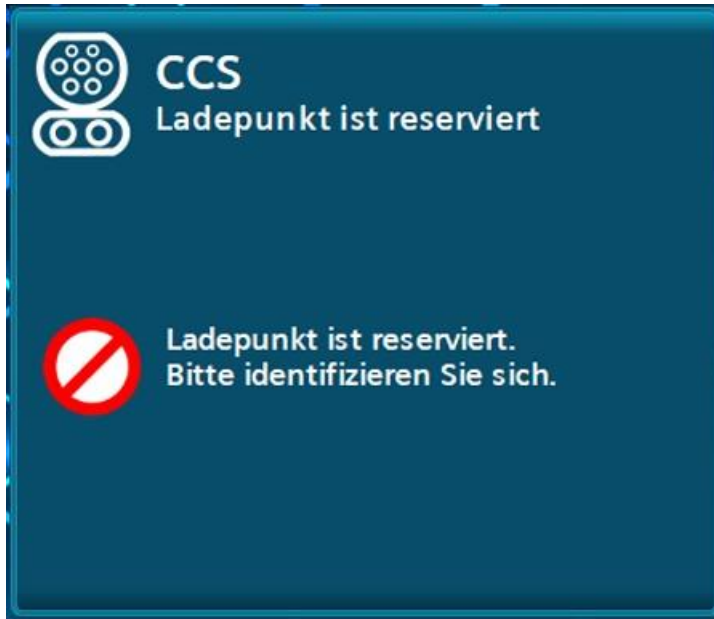 CCS
Ladepunkt ist reserviert
Ladepunkt ist reserviert.
Bitte identifizieren Sie sich.